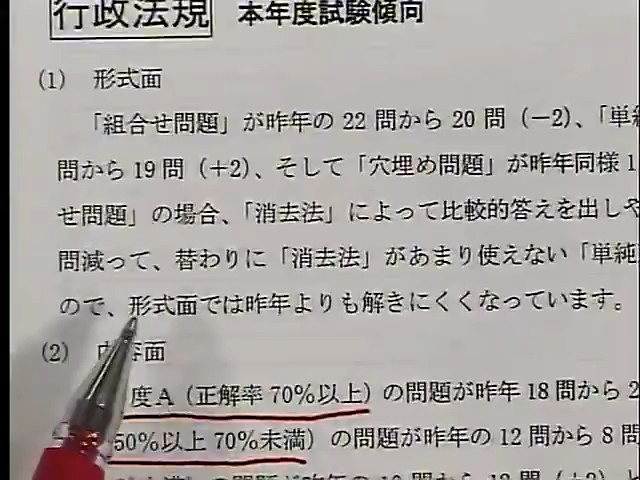 行政法規 本年度試験傾向
(1) 形式面
「組合せ問題」が昨年の 22 問から 20 問（−2）、「単
問から 19 問（+2）、そして「穴埋め問題」が昨年同様 1
せ問題」の場合、「消去法」によって比較的答えを出しや
問減って、替わりに「消去法」があまり使えない「単純
ので、形式面では昨年よりも解きにくくなっています。
(2) 容面
度A（正解率 70%以上）の問題が昨年 18 問から 2
50%以上 70%未満）の問題が昨年の 12 問から 8 問